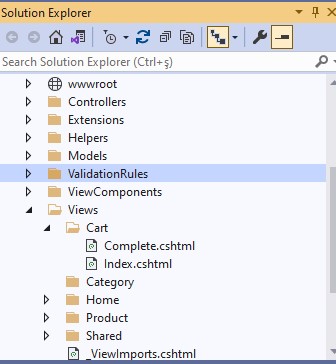 Solution Explorer
Search Solution Explorer (Ctrl+ş)
wwwroot
Controllers
Extensions
Helpers
Models
ValidationRules
ViewComponents
Views
Cart
Complete.cshtml
Index.cshtml
Category
Home
Product
Shared
_ViewImports.cshtml